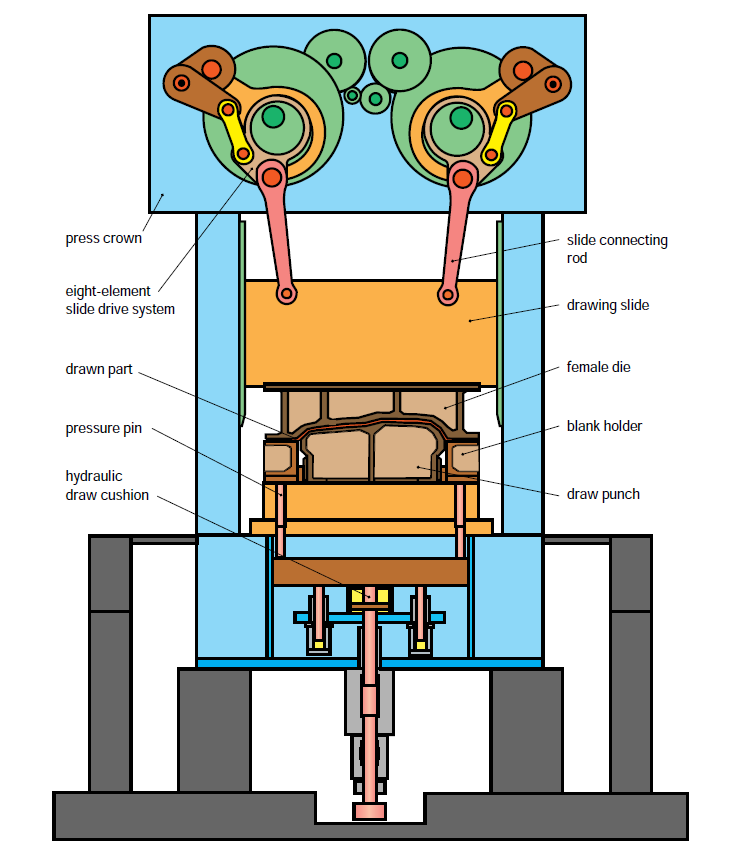 press crown
eight-element
slide drive system
drawn part
pressure pin
hydraulic
draw cushion
slide connecting
rod
drawing slide
female die
blank holder
draw punch